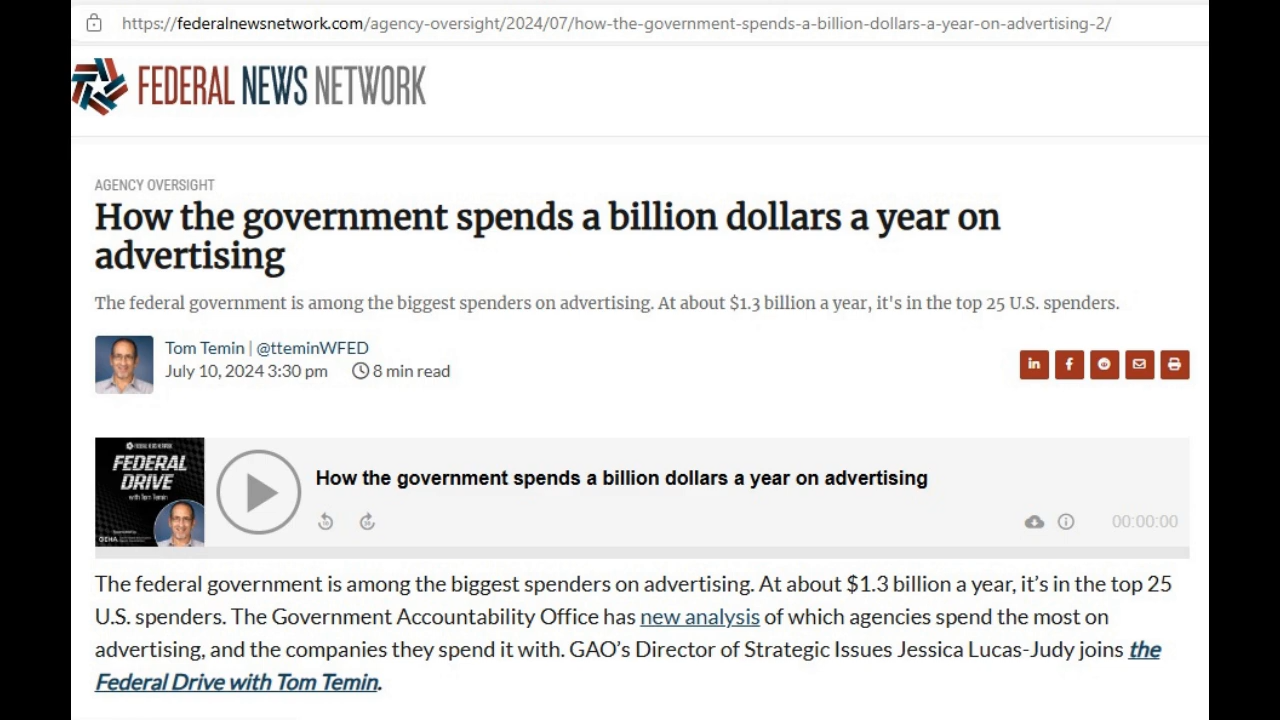 https://federalnewsnetwork.com/agency-oversight/2024/07/how-the-government-spends-a-billion-dollars-a-year-on-advertising-2/
FEDERAL NEWS NETWORK
AGENCY OVERSIGHT
How the government spends a billion dollars a year on
advertising
The federal government is among the biggest spenders on advertising. At about $1.3 billion a year, it's in the top 25 U.S. spenders.
Tom Temin | @tteminWFED
July 10, 2024 3:30 pm 8 min read
in f
FEDERAL NEWS NETWORK
FEDERAL
DRIVE
with Tom Temin
GEHA
How the government spends a billion dollars a year on advertising
00:00:00
The federal government is among the biggest spenders on advertising. At about $1.3 billion a year, it’s in the top 25
U.S. spenders. The Government Accountability Office has new analysis of which agencies spend the most on
advertising, and the companies they spend it with. GAO’s Director of Strategic Issues Jessica Lucas-Judy joins the
Federal Drive with Tom Temin.